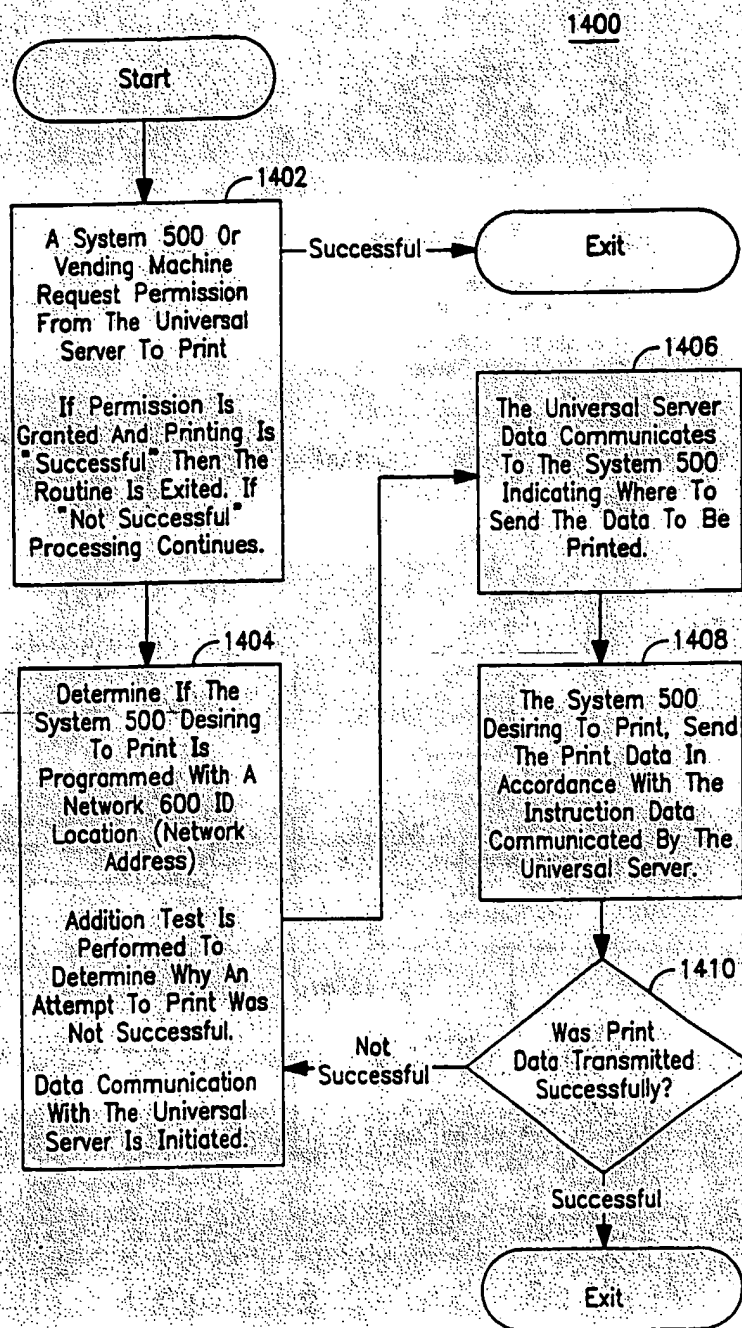 1400
Start
1402
A System 500 Or
Vending Machine
Request Permission
From The Universal
Server To Print
If Permission Is
Granted And Printing Is
"Successful" Then The
Routine Is Exited. If
"Not Successful"
Processing Continues.
Successful
Exit
1404
Determine If The
System 500 Desiring
To Print Is
Programmed With A
Network 600 ID
Location (Network
Address)
Addition Test Is
Performed To
Determine Why An
Attempt To Print Was
Not Successful.
Data Communication
With The Universal
Server Is Initiated.
1406
The Universal Server
Data Communicates
To The System 500
Indicating Where To
Send The Data To Be
Printed.
1408
The System 500
Desiring To Print, Send
The Print Data In
Accordance With The
Instruction Data
Communicated By The
Universal Server.
1410
Was Print
Data Transmitted
Successfully?
Not
Successful
Successful
Exit